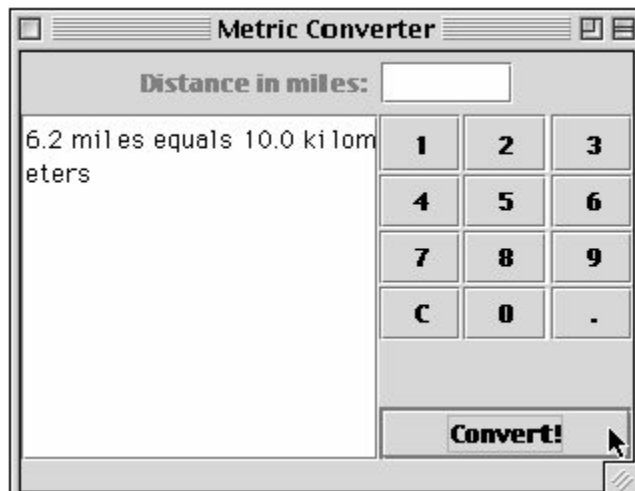 Metric Converter
Distance in miles:
6.2 miles equals 10.0 kilom
eters
1 2 3
4 5 6
7 8 9
C 0 .
Convert!